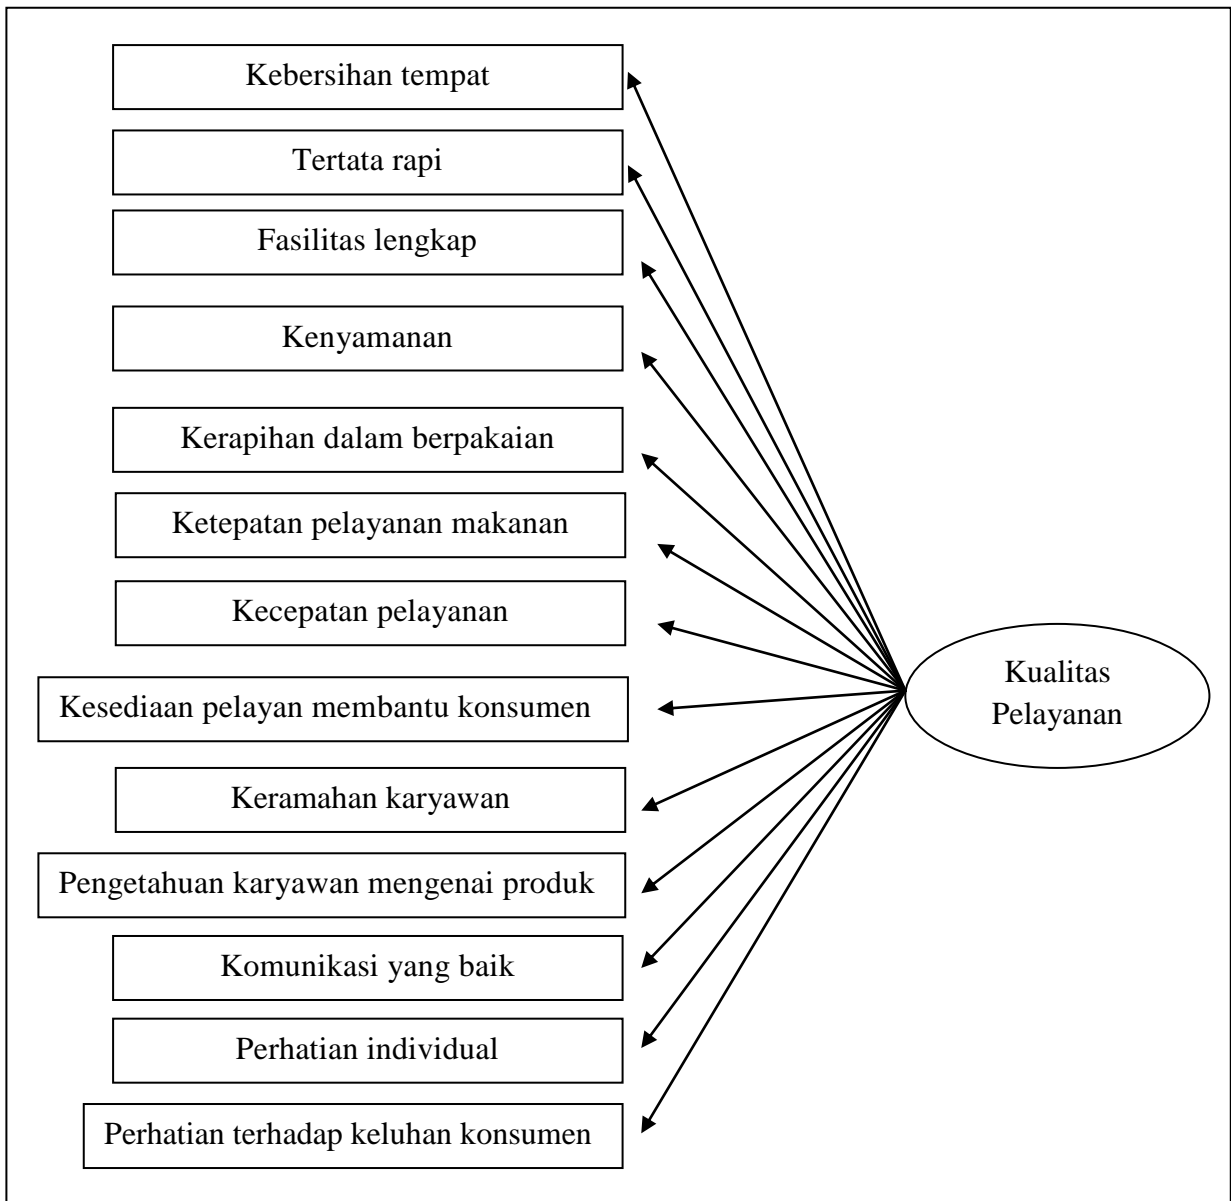 Kebersihan tempat
Tertata rapi
Fasilitas lengkap
Kenyamanan
Kerapihan dalam berpakaian
Ketepatan pelayanan makanan
Kecepatan pelayanan
Kesediaan pelayan membantu konsumen
Keramahan karyawan
Pengetahuan karyawan mengenai produk
Komunikasi yang baik
Perhatian individual
Perhatian terhadap keluhan konsumen
Kualitas
Pelayanan